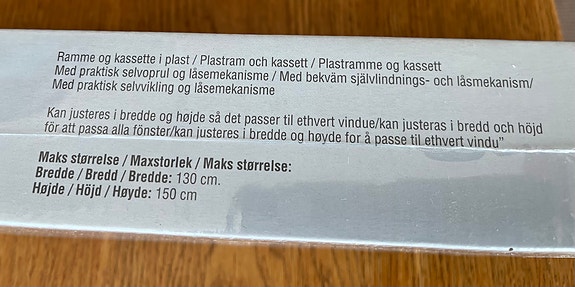 Ramme og kassette i plast / Plastram och kassett / Plastramme og kassett
Med praktisk selvoprul og låsemekanisme / Med bekväm självlindnings- och låsmekanism/
Med praktisk selvvikling og låsemekanisme
Kan justeres i bredde og højde så det passer til ethvert vindue/kan justeras i bredd och höjd
för att passa alla fönster/kan justeres i bredde og høyde for å passe til ethvert vindu"
Maks størrelse / Maxstorlek / Maks størrelse:
Bredde / Bredd / Bredde: 130 cm.
Højde / Höjd / Høyde: 150 cm